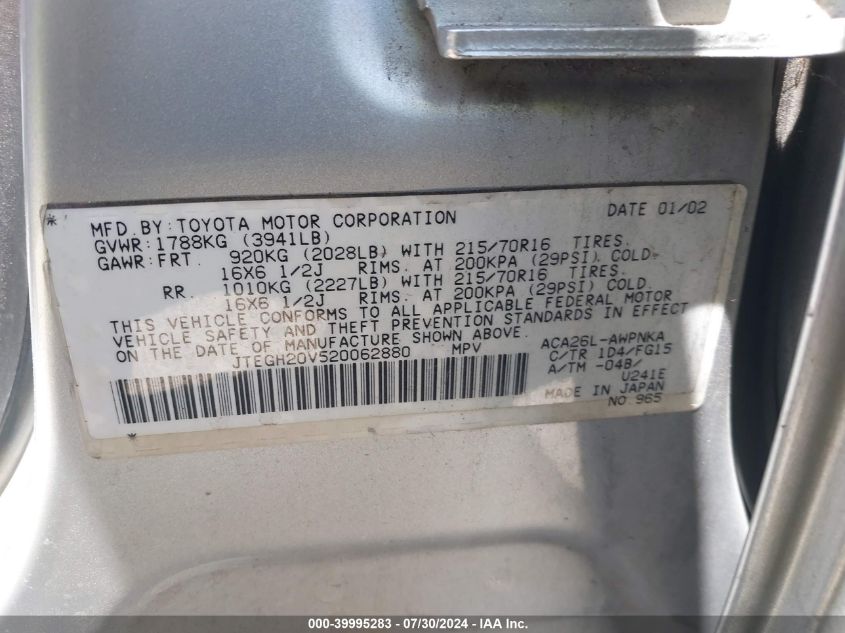 * MFD.BY:TOYOTA MOTOR CORPORATION DATE 01/02
GVWR:1788KG (3941LB)
GAWR:FRT. 920KG (2028LB) WITH 215/70R16 TIRES.
16X6 1/2J RIMS. AT 200KPA (29PSI) COLD.
RR. 1010KG (2227LB) WITH 215/70R16 TIRES.
16X6 1/2J RIMS. AT 200KPA (29PSI) COLD.
THIS VEHICLE CONFORMS TO ALL APPLICABLE FEDERAL MOTOR
VEHICLE SAFETY AND THEFT PREVENTION STANDARDS IN EFFECT
ON THE DATE OF MANUFACTURE SHOWN ABOVE.
JTEGH20V520062880 MPV
ACA26L-AWPNKA
C/TR 1D4/FG15
A/TM -04B/
U241E
MADE IN JAPAN
* NO.965
000-39995283 - 07/30/2024 - IAA Inc.